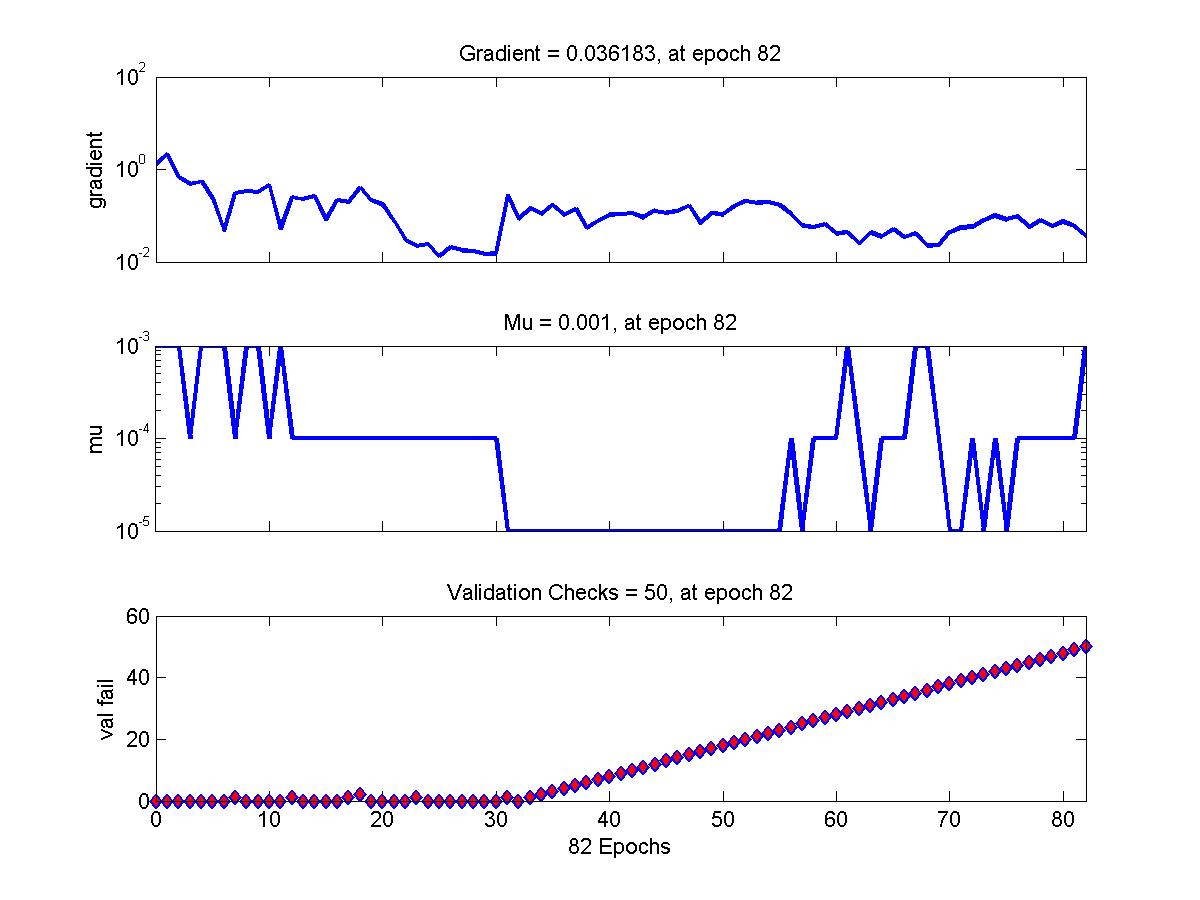 Gradient = 0.036183, at epoch 82
10^2
10^0
10^-2
gradient
Mu = 0.001, at epoch 82
10^-3
10^-4
10^-5
mu
Validation Checks = 50, at epoch 82
60
40
20
0
val fail
0 10 20 30 40 50 60 70 80
82 Epochs